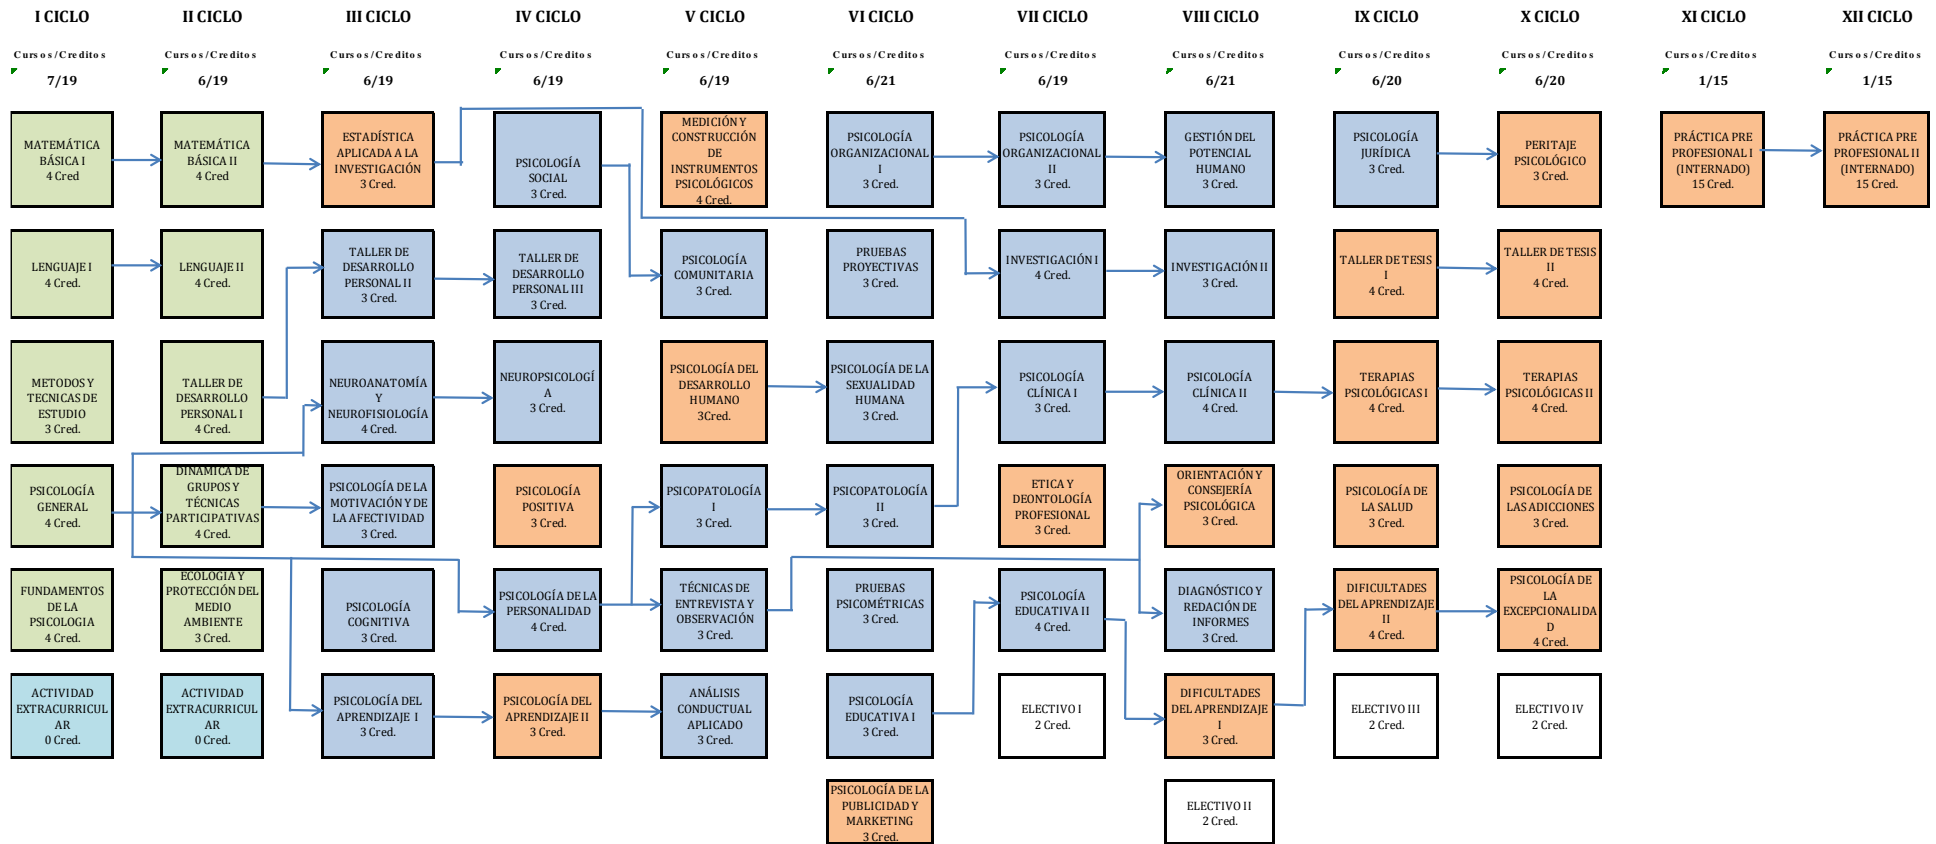 I CICLO
II CICLO
III CICLO
IV CICLO
V CICLO
VI CICLO
VII CICLO
VIII CICLO
IX CICLO
X CICLO
XI CICLO
XII CICLO
Cursos/Creditos
Cursos/Creditos
Cursos/Creditos
Cursos/Creditos
Cursos/Creditos
Cursos/Creditos
Cursos/Creditos
Cursos/Creditos
Cursos/Creditos
Cursos/Creditos
Cursos/Creditos
Cursos/Creditos
7/19
6/19
6/19
6/19
6/19
6/21
6/19
6/21
6/20
6/20
1/15
1/15
MATEMÁTICA
BÁSICA I
4 Cred
MATEMÁTICA
BÁSICA II
4 Cred
ESTADÍSTICA
APLICADA A LA
INVESTIGACIÓN
3 Cred.
PSICOLOGÍA
SOCIAL
3 Cred.
MEDICIÓN Y
CONSTRUCCIÓN
DE
INSTRUMENTOS
PSICOLÓGICOS
4 Cred.
PSICOLOGÍA
ORGANIZACIONAL
I
3 Cred.
PSICOLOGÍA
ORGANIZACIONAL
II
3 Cred.
GESTIÓN DEL
POTENCIAL
HUMANO
3 Cred.
PSICOLOGÍA
JURÍDICA
3 Cred.
PERITAJE
PSICOLÓGICO
3 Cred.
PRÁCTICA PRE
PROFESIONAL I
(INTERNADO)
15 Cred.
PRÁCTICA PRE
PROFESIONAL II
(INTERNADO)
15 Cred.
LENGUAJE I
4 Cred.
LENGUAJE II
4 Cred.
TALLER DE
DESARROLLO
PERSONAL II
3 Cred.
TALLER DE
DESARROLLO
PERSONAL III
3 Cred.
PSICOLOGÍA
COMUNITARIA
3 Cred.
PRUEBAS
PROYECTIVAS
3 Cred.
INVESTIGACIÓN I
4 Cred.
INVESTIGACIÓN II
3 Cred.
TALLER DE TESIS
I
4 Cred.
TALLER DE TESIS
II
4 Cred.
METODOS Y
TECNICAS DE
ESTUDIO
3 Cred.
TALLER DE
DESARROLLO
PERSONAL I
4 Cred.
NEUROANATOMÍA
Y
NEUROFISIOLOGÍA
4 Cred.
NEUROPSICOLOGÍ
A
3 Cred.
PSICOLOGÍA DEL
DESARROLLO
HUMANO
3Cred.
PSICOLOGÍA DE LA
SEXUALIDAD
HUMANA
3 Cred.
PSICOLOGÍA
CLÍNICA I
3 Cred.
PSICOLOGÍA
CLÍNICA II
4 Cred.
TERAPIAS
PSICOLÓGICAS I
4 Cred.
TERAPIAS
PSICOLÓGICAS II
4 Cred.
PSICOLOGÍA
GENERAL
4 Cred.
DINAMICA DE
GRUPOS Y
TÉCNICAS
PARTICIPATIVAS
4 Cred.
PSICOLOGÍA DE LA
MOTIVACIÓN Y DE
LA AFECTIVIDAD
3 Cred.
PSICOLOGÍA
POSITIVA
3 Cred.
PSICOPATOLOGÍA
I
3 Cred.
PSICOPATOLOGÍA
II
3 Cred.
ETICA Y
DEONTOLOGÍA
PROFESIONAL
3 Cred.
ORIENTACIÓN Y
CONSEJERÍA
PSICOLÓGICA
3 Cred.
PSICOLOGÍA DE
LA SALUD
3 Cred.
PSICOLOGÍA DE
LAS ADICCIONES
3 Cred.
FUNDAMENTOS
DE LA
PSICOLOGIA
4 Cred.
ECOLOGIA Y
PROTECCIÓN DEL
MEDIO
AMBIENTE
3 Cred.
PSICOLOGÍA
COGNITIVA
3 Cred.
PSICOLOGÍA DE LA
PERSONALIDAD
4 Cred.
TÉCNICAS DE
ENTREVISTA Y
OBSERVACIÓN
3 Cred.
PRUEBAS
PSICOMÉTRICAS
3 Cred.
PSICOLOGÍA
EDUCATIVA II
4 Cred.
DIAGNÓSTICO Y
REDACIÓN DE
INFORMES
3 Cred.
DIFICULTADES
DEL APRENDIZAJE
II
4 Cred.
PSICOLOGÍA DE
LA
EXCEPCIONALIDA
D
4 Cred.
ACTIVIDAD
EXTRACURRICUL
AR
0 Cred.
ACTIVIDAD
EXTRACURRICUL
AR
0 Cred.
PSICOLOGÍA DEL
APRENDIZAJE I
3 Cred.
PSICOLOGÍA DEL
APRENDIZAJE II
3 Cred.
ANÁLISIS
CONDUCTUAL
APLICADO
3 Cred.
PSICOLOGÍA
EDUCATIVA I
3 Cred.
ELECTIVO I
2 Cred.
DIFICULTADES
DEL APRENDIZAJE
I
3 Cred.
ELECTIVO III
2 Cred.
ELECTIVO IV
2 Cred.
PSICOLOGÍA DE LA
PUBLICIDAD Y
MARKETING
3 Cred.
ELECTIVO II
2 Cred.